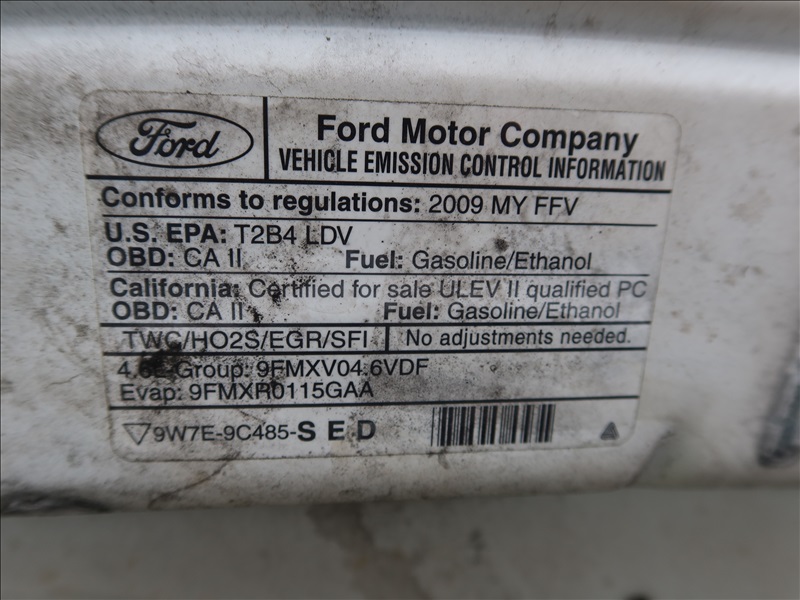 Ford
Ford Motor Company
VEHICLE EMISSION CONTROL INFORMATION
Conforms to regulations: 2009 MY FFV
U.S. EPA: T2B4 LDV
OBD: CA II Fuel: Gasoline/Ethanol
California: Certified for sale ULEV II qualified PC
OBD: CA II Fuel: Gasoline/Ethanol
TWC/HO2S/EGR/SFI No adjustments needed.
4.6L-Group: 9FMXV04.6VDF
Evap: 9FMXR0115GAA
9W7E-9C485-S E D